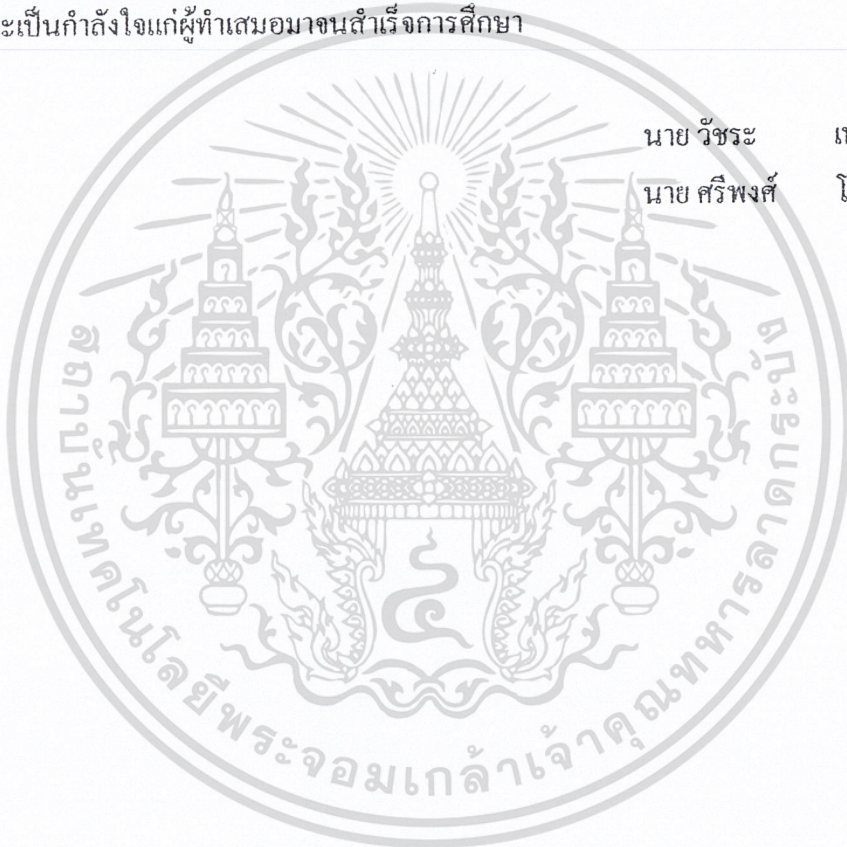 ะเป็นกำลังใจแก่ผู้ทำเสมอมาจนสำเร็จการศึกษา
นาย วัชระ
นาย ศรีพงศ์
สถาบันเทคโนโลยีพระจอมเกล้าเจ้าคุณทหารลาดกระบัง